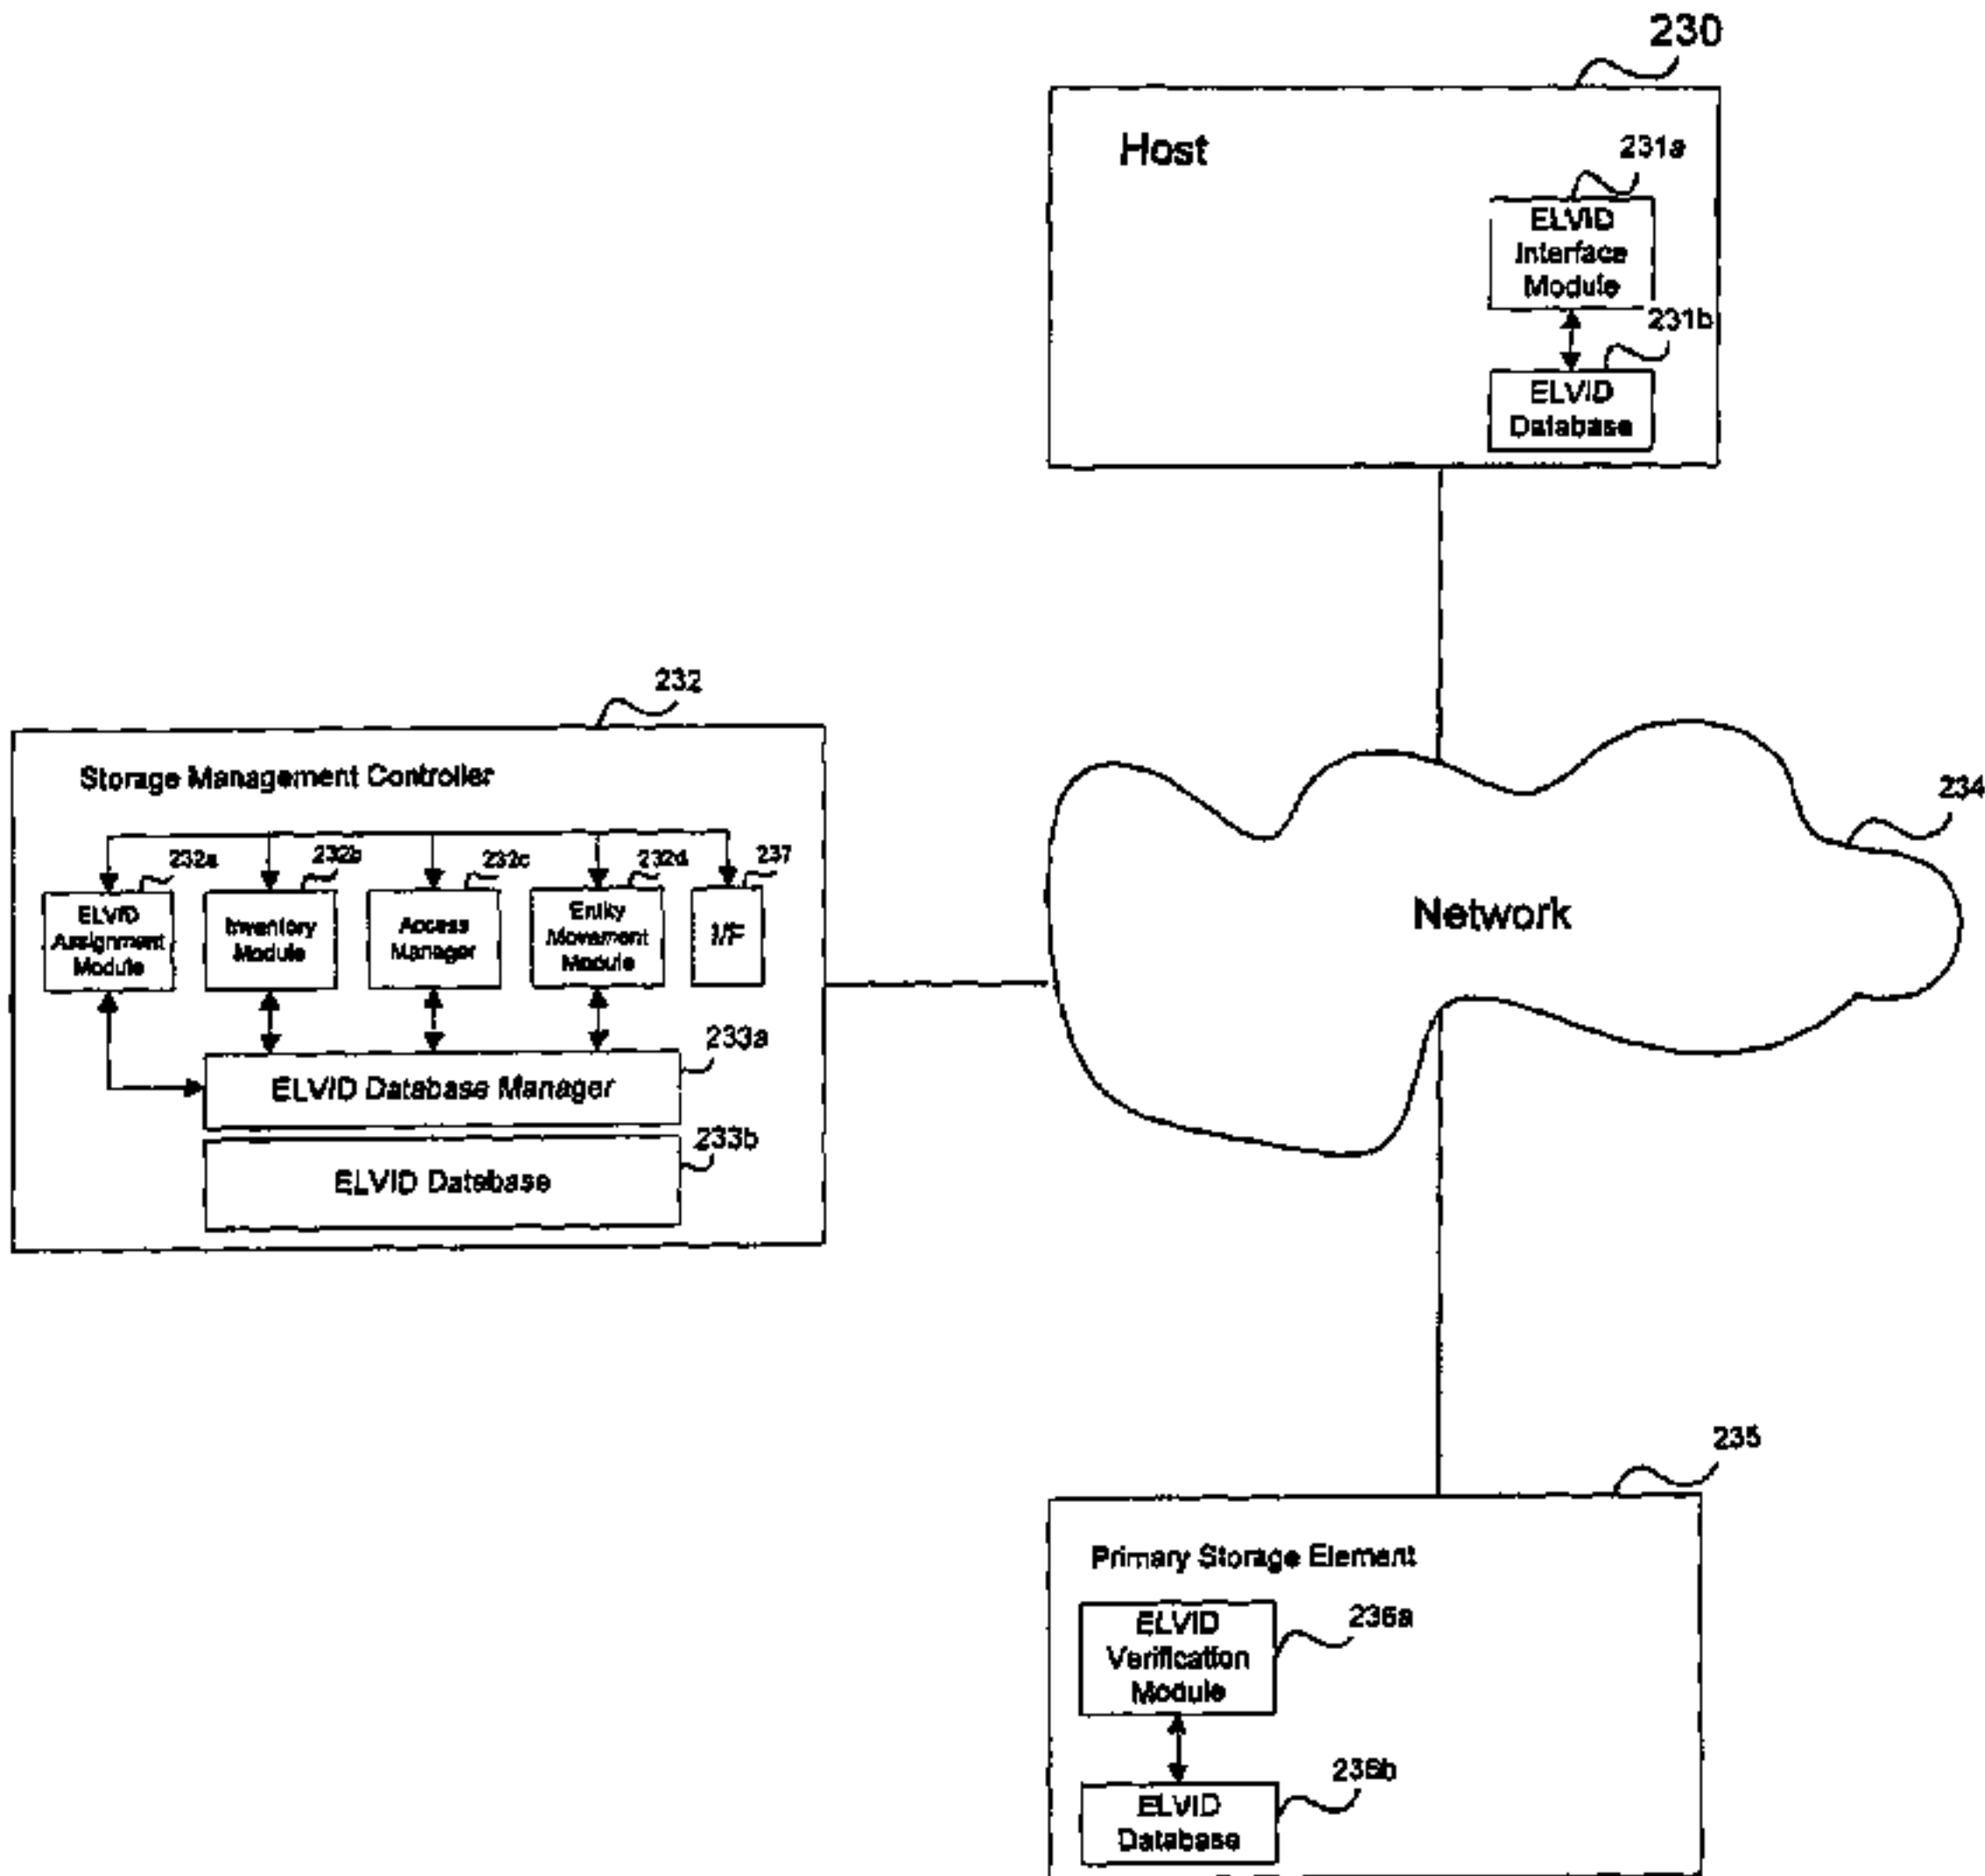 230
Host
231a
ELVID
Interface
Module
231b
ELVID
Database
232
Storage Management Controller
232a
232b
232c
232d
237
ELVID
Assignment
Module
Inventory
Module
Access
Manager
Entity
Movement
Module
I/F
233a
ELVID Database Manager
233b
ELVID Database
234
Network
235
Primary Storage Element
236a
ELVID
Verification
Module
236b
ELVID
Database